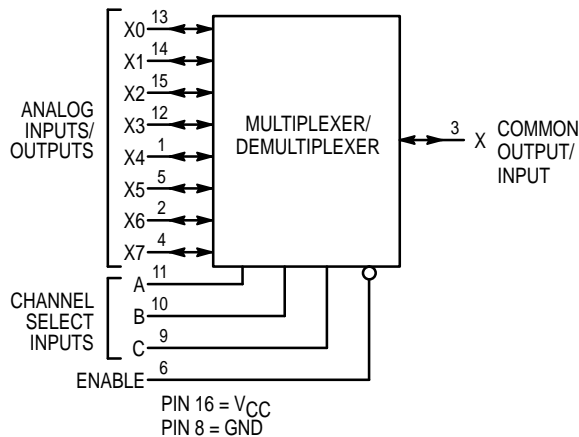 X0 13
X1 14
X2 15
X3 12
X4 1
X5 5
X6 2
X7 4
ANALOG
INPUTS/
OUTPUTS
MULTIPLEXER/
DEMULTIPLEXER
3
X
COMMON
OUTPUT/
INPUT
A 11
B 10
C 9
CHANNEL
SELECT
INPUTS
ENABLE 6
PIN 16 = VCC
PIN 8 = GND